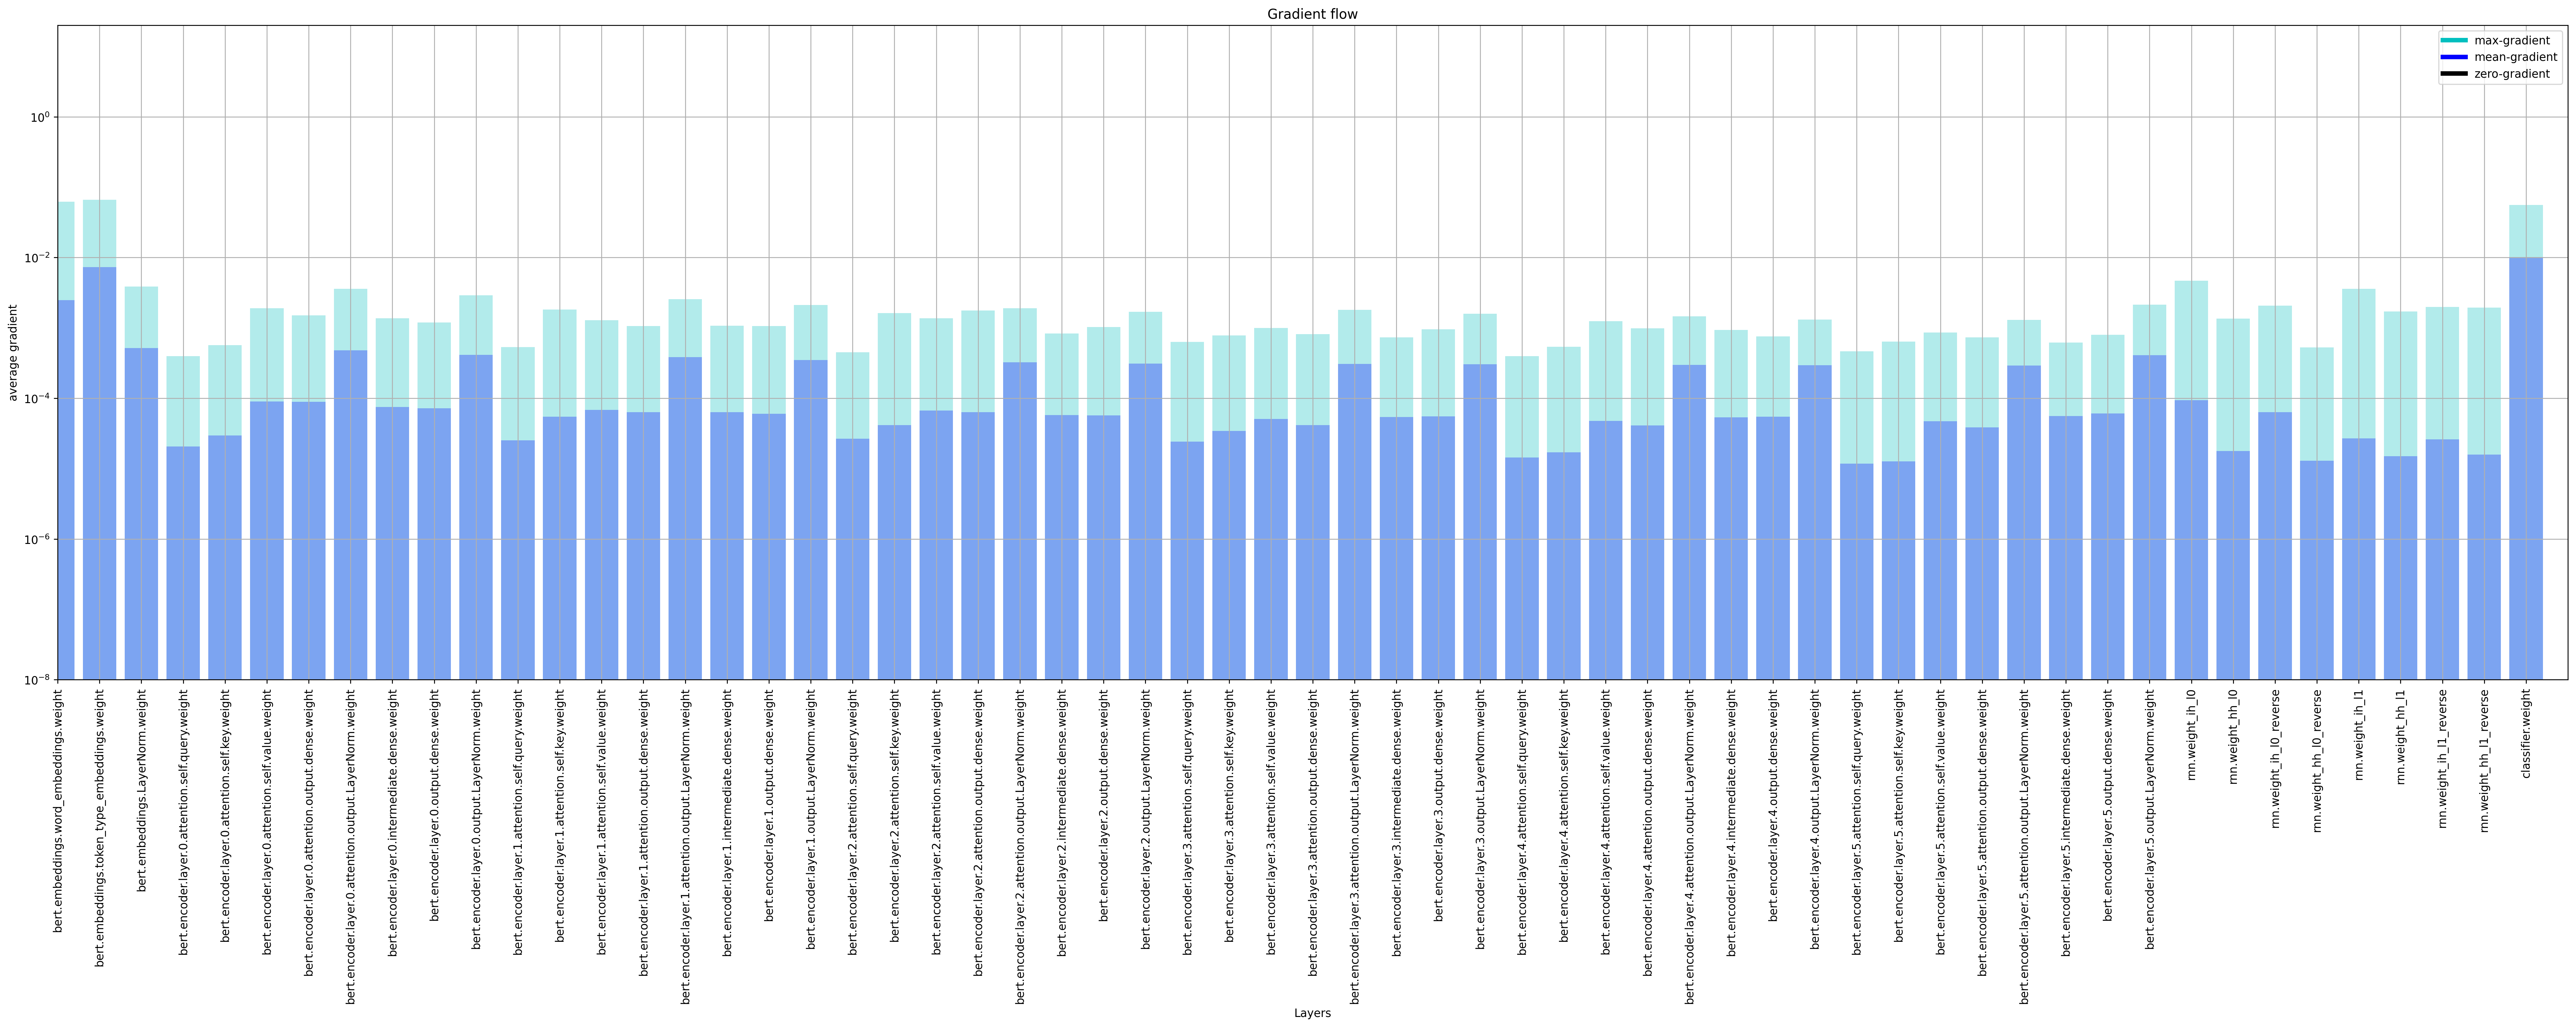 Gradient flow
max-gradient
mean-gradient
zero-gradient
average gradient
10⁰
10⁻²
10⁻⁴
10⁻⁶
10⁻⁸
bert.embeddings.word_embeddings.weight
bert.embeddings.token_type_embeddings.weight
bert.embeddings.LayerNorm.weight
bert.encoder.layer.0.attention.self.query.weight
bert.encoder.layer.0.attention.self.key.weight
bert.encoder.layer.0.attention.self.value.weight
bert.encoder.layer.0.attention.output.dense.weight
bert.encoder.layer.0.attention.output.LayerNorm.weight
bert.encoder.layer.0.intermediate.dense.weight
bert.encoder.layer.0.output.dense.weight
bert.encoder.layer.0.output.LayerNorm.weight
bert.encoder.layer.1.attention.self.query.weight
bert.encoder.layer.1.attention.self.key.weight
bert.encoder.layer.1.attention.self.value.weight
bert.encoder.layer.1.attention.output.dense.weight
bert.encoder.layer.1.attention.output.LayerNorm.weight
bert.encoder.layer.1.intermediate.dense.weight
bert.encoder.layer.1.output.dense.weight
bert.encoder.layer.1.output.LayerNorm.weight
bert.encoder.layer.2.attention.self.query.weight
bert.encoder.layer.2.attention.self.key.weight
bert.encoder.layer.2.attention.self.value.weight
bert.encoder.layer.2.attention.output.dense.weight
bert.encoder.layer.2.attention.output.LayerNorm.weight
bert.encoder.layer.2.intermediate.dense.weight
bert.encoder.layer.2.output.dense.weight
bert.encoder.layer.2.output.LayerNorm.weight
bert.encoder.layer.3.attention.self.query.weight
bert.encoder.layer.3.attention.self.key.weight
bert.encoder.layer.3.attention.self.value.weight
bert.encoder.layer.3.attention.output.dense.weight
bert.encoder.layer.3.attention.output.LayerNorm.weight
bert.encoder.layer.3.intermediate.dense.weight
bert.encoder.layer.3.output.dense.weight
bert.encoder.layer.3.output.LayerNorm.weight
bert.encoder.layer.4.attention.self.query.weight
bert.encoder.layer.4.attention.self.key.weight
bert.encoder.layer.4.attention.self.value.weight
bert.encoder.layer.4.attention.output.dense.weight
bert.encoder.layer.4.attention.output.LayerNorm.weight
bert.encoder.layer.4.intermediate.dense.weight
bert.encoder.layer.4.output.dense.weight
bert.encoder.layer.4.output.LayerNorm.weight
bert.encoder.layer.5.attention.self.query.weight
bert.encoder.layer.5.attention.self.key.weight
bert.encoder.layer.5.attention.self.value.weight
bert.encoder.layer.5.attention.output.dense.weight
bert.encoder.layer.5.attention.output.LayerNorm.weight
bert.encoder.layer.5.intermediate.dense.weight
bert.encoder.layer.5.output.dense.weight
bert.encoder.layer.5.output.LayerNorm.weight
rnn.weight_ih_l0
rnn.weight_hh_l0
rnn.weight_ih_l0_reverse
rnn.weight_hh_l0_reverse
rnn.weight_ih_l1
rnn.weight_hh_l1
rnn.weight_ih_l1_reverse
rnn.weight_hh_l1_reverse
classifier.weight
Layers